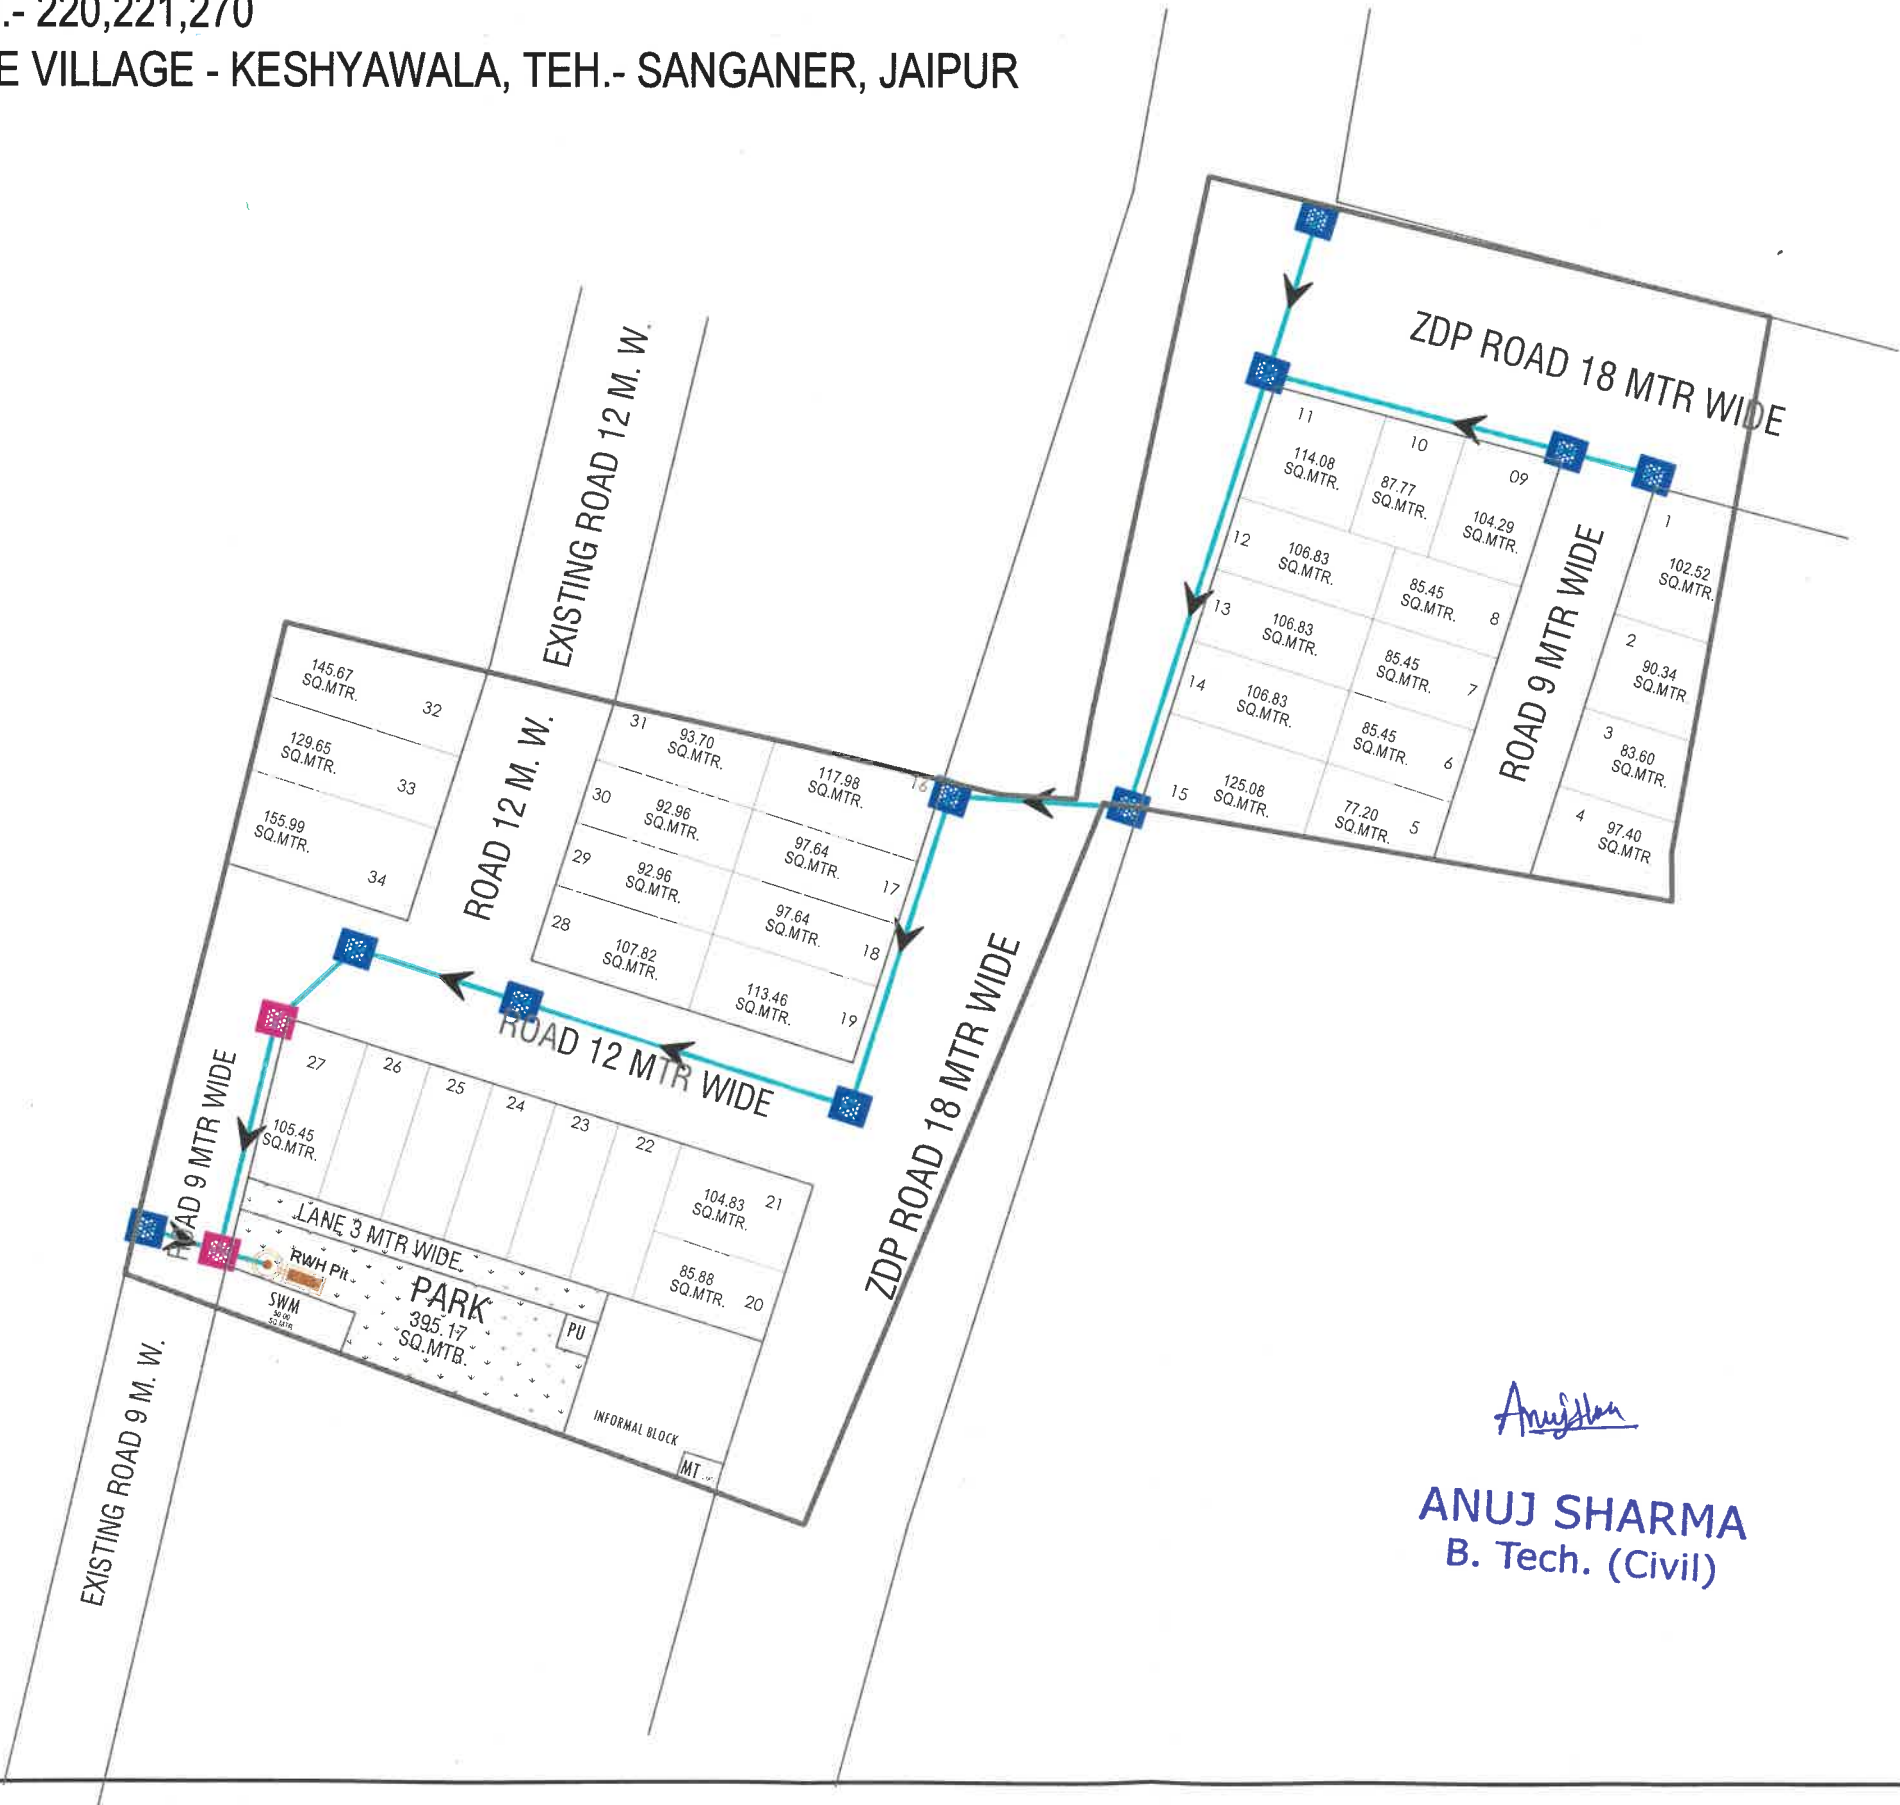 .- 220,221,270
E VILLAGE - KESHYAWALA, TEH.- SANGANER, JAIPUR
ZDP ROAD 18 MTR WIDE
EXISTING ROAD 12 M. W.
11
114.08
SQ.MTR.
10
87.77
SQ.MTR.
09
104.29
SQ.MTR.
1
102.52
SQ.MTR.
12
106.83
SQ.MTR.
85.45
SQ.MTR.
8
2
90.34
SQ.MTR
13
106.83
SQ.MTR.
85.45
SQ.MTR.
7
3
83.60
SQ.MTR.
14
106.83
SQ.MTR.
85.45
SQ.MTR.
6
4
97.40
SQ.MTR
15
125.08
SQ.MTR.
77.20
SQ.MTR.
5
ROAD 9 MTR WIDE
145.67
SQ.MTR.
32
129.65
SQ.MTR.
33
155.99
SQ.MTR.
34
ROAD 12 M. W.
31
93.70
SQ.MTR.
117.98
SQ.MTR.
16
30
92.96
SQ.MTR.
97.64
SQ.MTR.
17
29
92.96
SQ.MTR.
97.64
SQ.MTR.
18
28
107.82
SQ.MTR.
113.46
SQ.MTR.
19
ROAD 12 MTR WIDE
ZDP ROAD 18 MTR WIDE
ROAD 9 MTR WIDE
27
105.45
SQ.MTR.
26
25
24
23
22
104.83
SQ.MTR.
21
85.88
SQ.MTR.
20
LANE 3 MTR WIDE
RWH Pit
PARK
395.17
SQ.MTR.
SWM
50.00
SQ.MTR
PU
INFORMAL BLOCK
MT
EXISTING ROAD 9 M. W.
ANUJ SHARMA
B. Tech. (Civil)